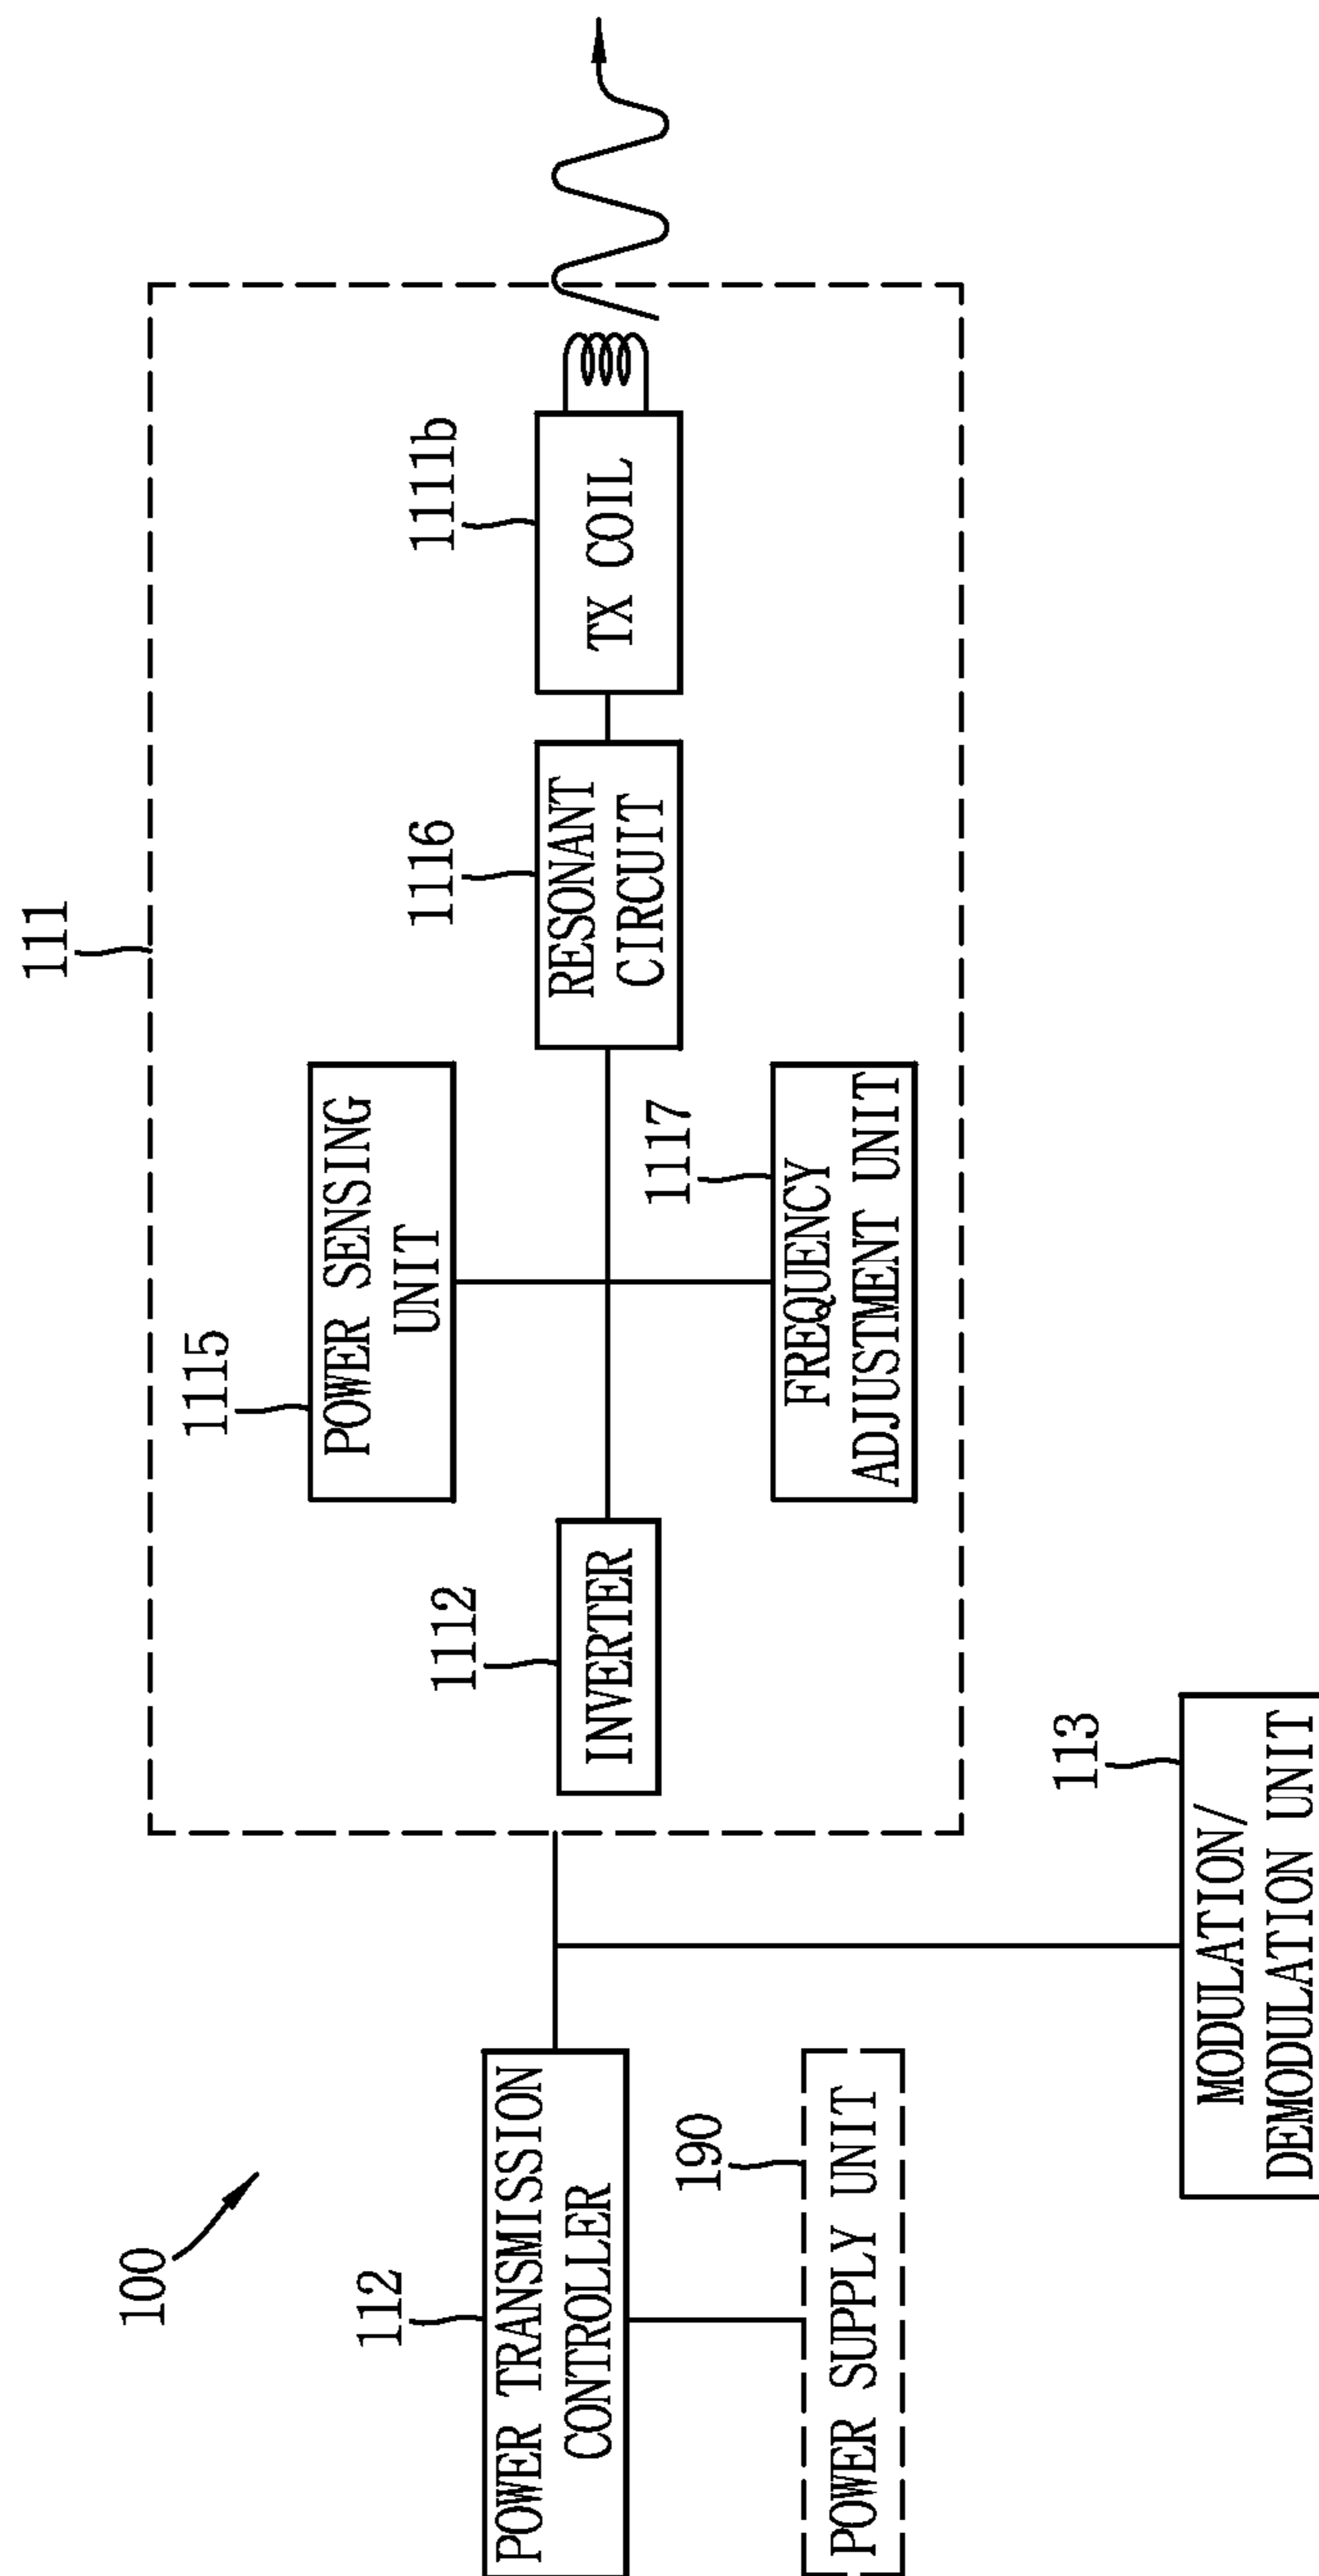 100
111
112
POWER TRANSMISSION
CONTROLLER
190
POWER SUPPLY UNIT
113
MODULATION/
DEMODULATION UNIT
1112
INVERTER
1115
POWER SENSING
UNIT
1117
FREQUENCY
ADJUSTMENT UNIT
1116
RESONANT
CIRCUIT
1111b
TX COIL